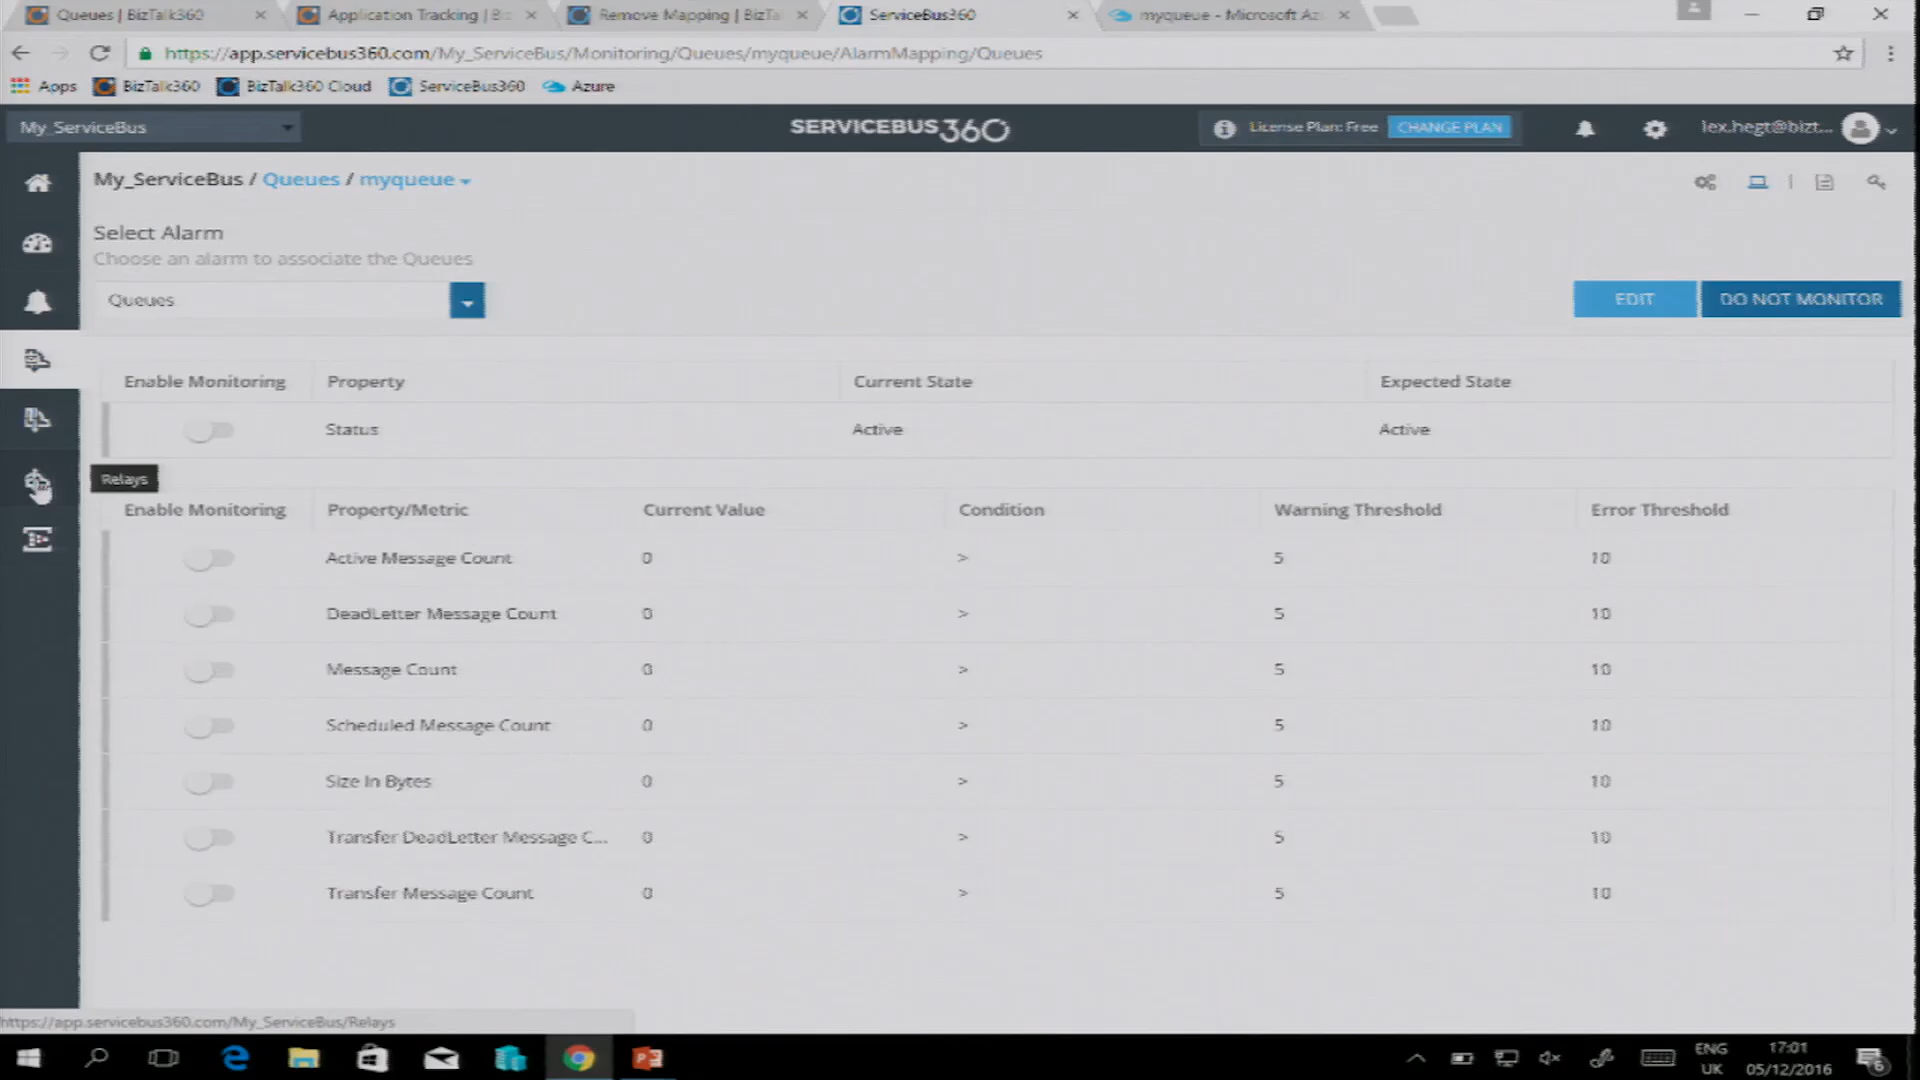 Queues | BizTalk360
Application Tracking | Biz
Remove Mapping | BizTa
ServiceBus360
myqueue - Microsoft Az
https://app.servicebus360.com/My_ServiceBus/Monitoring/Queues/myqueue/AlarmMapping/Queues
Apps BizTalk360 BizTalk360 Cloud ServiceBus360 Azure
My_ServiceBus
SERVICEBUS360
License Plan: Free CHANGE PLAN
lex.hegt@bizt...
My_ServiceBus / Queues / myqueue
Select Alarm
Choose an alarm to associate the Queues
Queues
EDIT DO NOT MONITOR
Enable Monitoring Property Current State Expected State
Status Active Active
Relays
Enable Monitoring Property/Metric Current Value Condition Warning Threshold Error Threshold
Active Message Count 0 > 5 10
DeadLetter Message Count 0 > 5 10
Message Count 0 > 5 10
Scheduled Message Count 0 > 5 10
Size In Bytes 0 > 5 10
Transfer DeadLetter Message C... 0 > 5 10
Transfer Message Count 0 > 5 10
https://app.servicebus360.com/My_ServiceBus/Relays
ENG 17:01
UK 05/12/2016 6